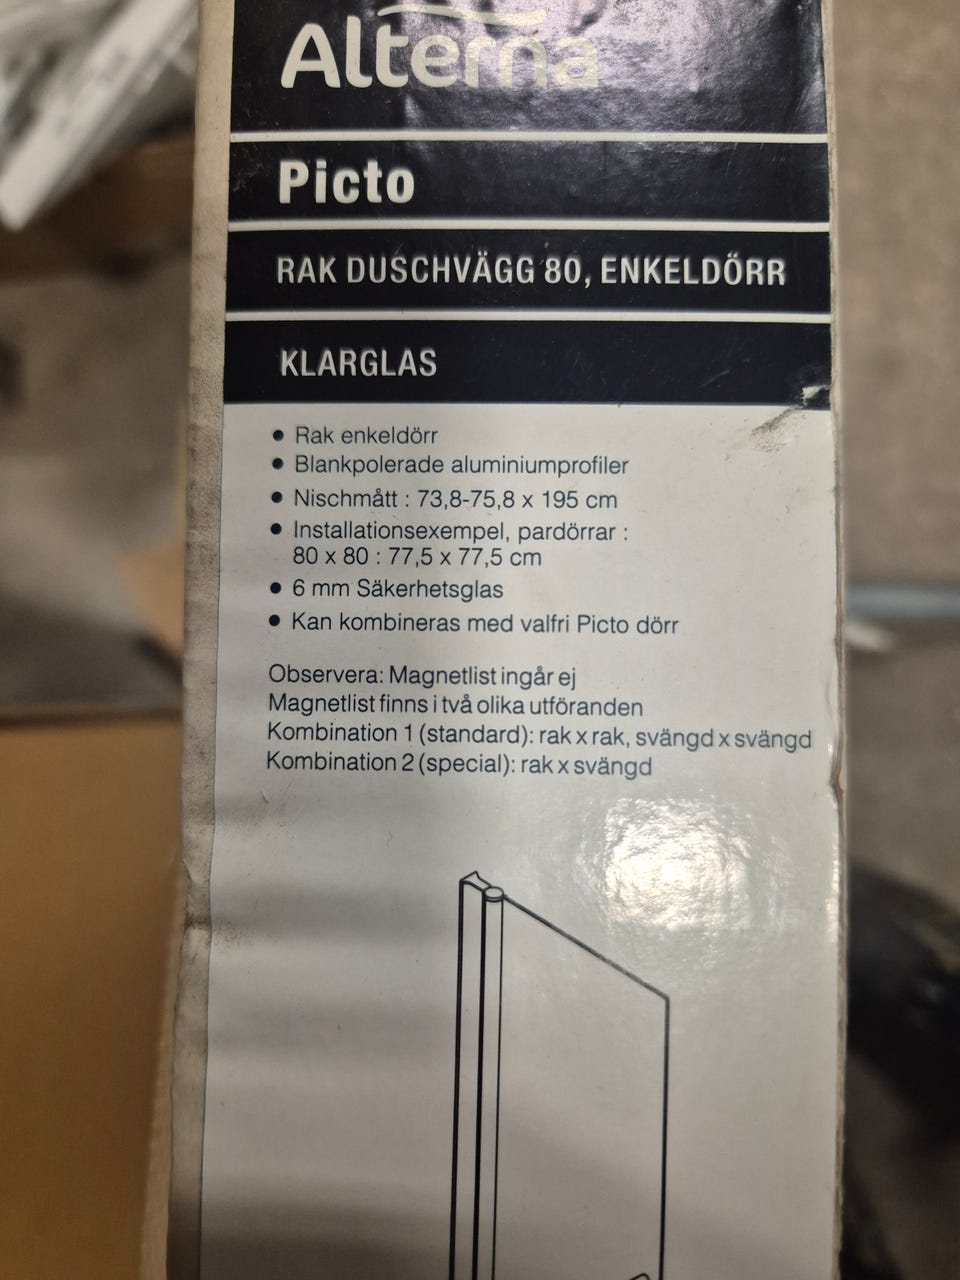 Alterna
Picto
RAK DUSCHVÄGG 80, ENKELDÖRR
KLARGLAS
• Rak enkeldörr
• Blankpolerade aluminiumprofiler
• Nischmått : 73,8-75,8 x 195 cm
• Installationsexempel, pardörrar :
80 x 80 : 77,5 x 77,5 cm
• 6 mm Säkerhetsglas
• Kan kombineras med valfri Picto dörr
Observera: Magnetlist ingår ej
Magnetlist finns i två olika utföranden
Kombination 1 (standard): rak x rak, svängd x svängd
Kombination 2 (special): rak x svängd